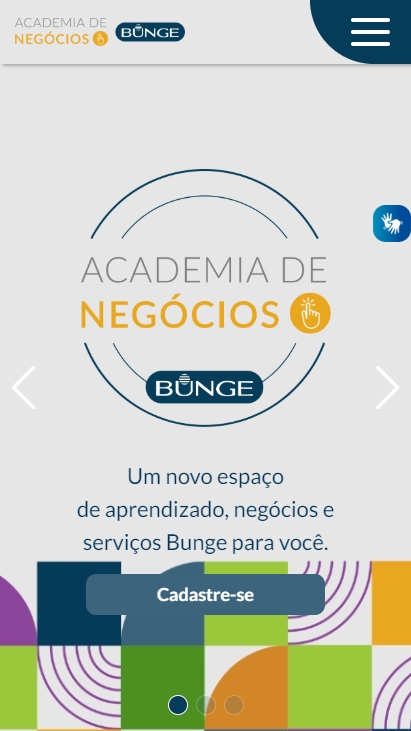 ACADEMIA DE
NEGÓCIOS BUNGE
ACADEMIA DE
NEGÓCIOS
BUNGE
Um novo espaço
de aprendizado, negócios e
serviços Bunge para você.
Cadastre-se